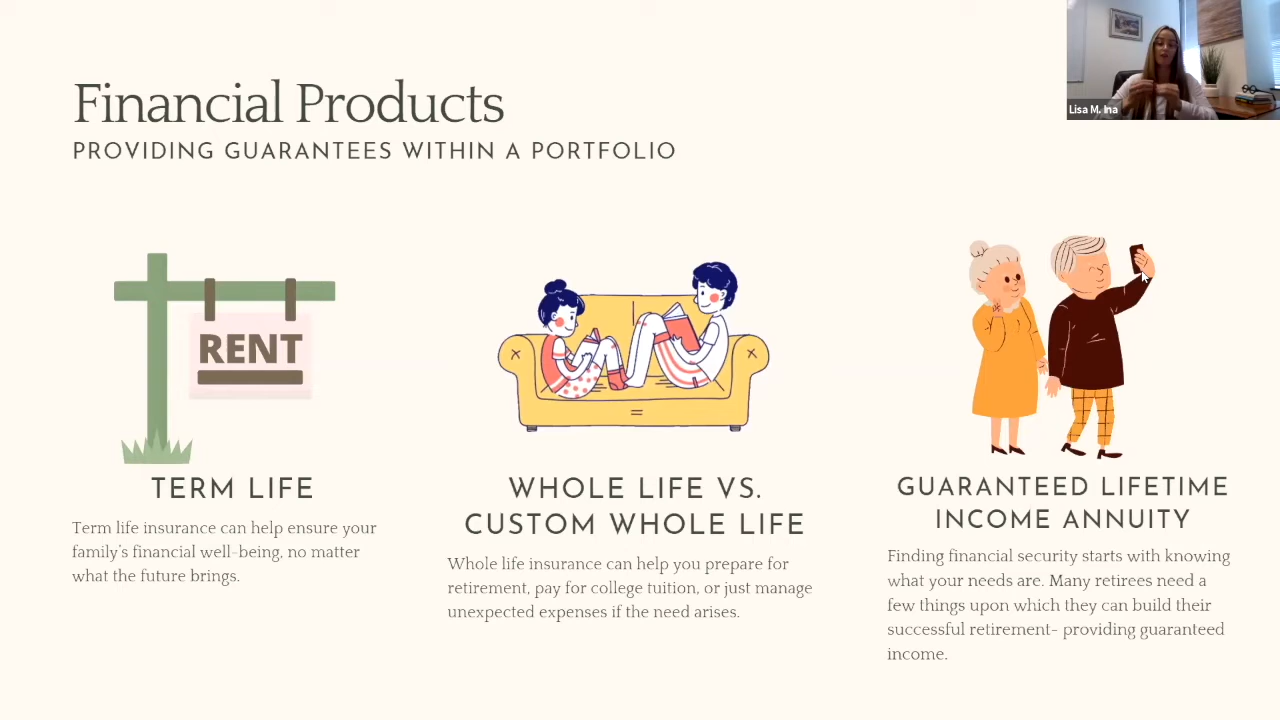 Financial Products
PROVIDING GUARANTEES WITHIN A PORTFOLIO
Lisa M. Ina
RENT
TERM LIFE
Term life insurance can help ensure your
family's financial well-being, no matter
what the future brings.
WHOLE LIFE VS.
CUSTOM WHOLE LIFE
Whole life insurance can help you prepare for
retirement, pay for college tuition, or just manage
unexpected expenses if the need arises.
GUARANTEED LIFETIME
INCOME ANNUITY
Finding financial security starts with knowing
what your needs are. Many retirees need a
few things upon which they can build their
successful retirement- providing guaranteed
income.